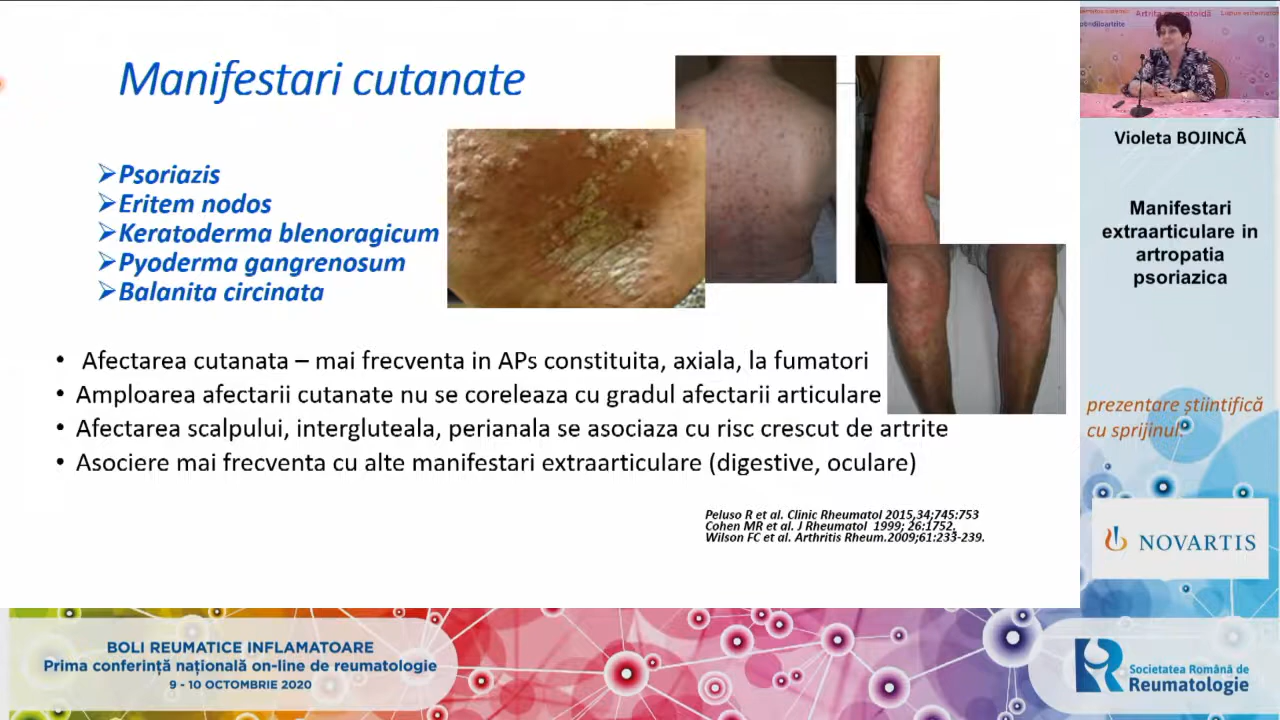 Manifestari cutanate
Psoriazis
Eritem nodos
Keratoderma blenoragicum
Pyoderma gangrenosum
Balanita circinata
Afectarea cutanata – mai frecventa in APs constituita, axiala, la fumatori
Amploarea afectarii cutanate nu se coreleaza cu gradul afectarii articulare
Afectarea scalpului, intergluteala, perianala se asociaza cu risc crescut de artrite
Asociere mai frecventa cu alte manifestari extraarticulare (digestive, oculare)
Peluso R et al. Clinic Rheumatol 2015,34;745:753
Cohen MR et al. J Rheumatol 1999; 26:1752.
Wilson FC et al. Arthritis Rheum.2009;61:233-239.
Violeta BOJINCĂ
Manifestari
extraarticulare in
artropatia
psoriazica
prezentare științifică
cu sprijinul:
NOVARTIS
BOLI REUMATICE INFLAMATOARE
Prima conferință națională on-line de reumatologie
9 - 10 OCTOMBRIE 2020
Societatea Română de
Reumatologie